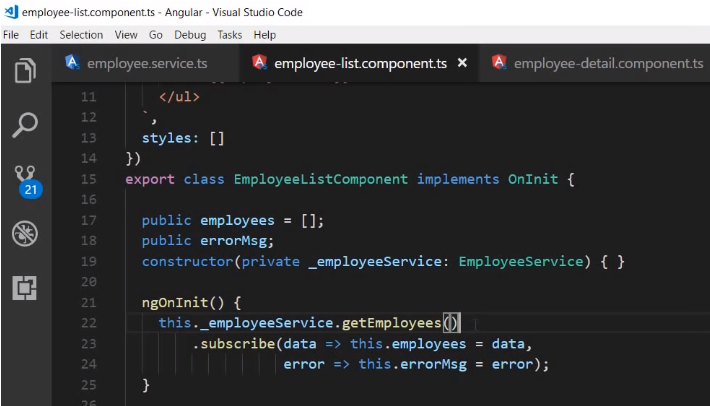 employee-list.component.ts - Angular - Visual Studio Code
File Edit Selection View Go Debug Tasks Help
employee.service.ts employee-list.component.ts × employee-detail.component.ts
11 </ul>
12 `,
13 styles: []
14 })
15 export class EmployeeListComponent implements OnInit {
16
17 public employees = [];
18 public errorMsg;
19 constructor(private _employeeService: EmployeeService) { }
20
21 ngOnInit() {
22 this._employeeService.getEmployees()
23 .subscribe(data => this.employees = data,
24 error => this.errorMsg = error);
25 }
26
21